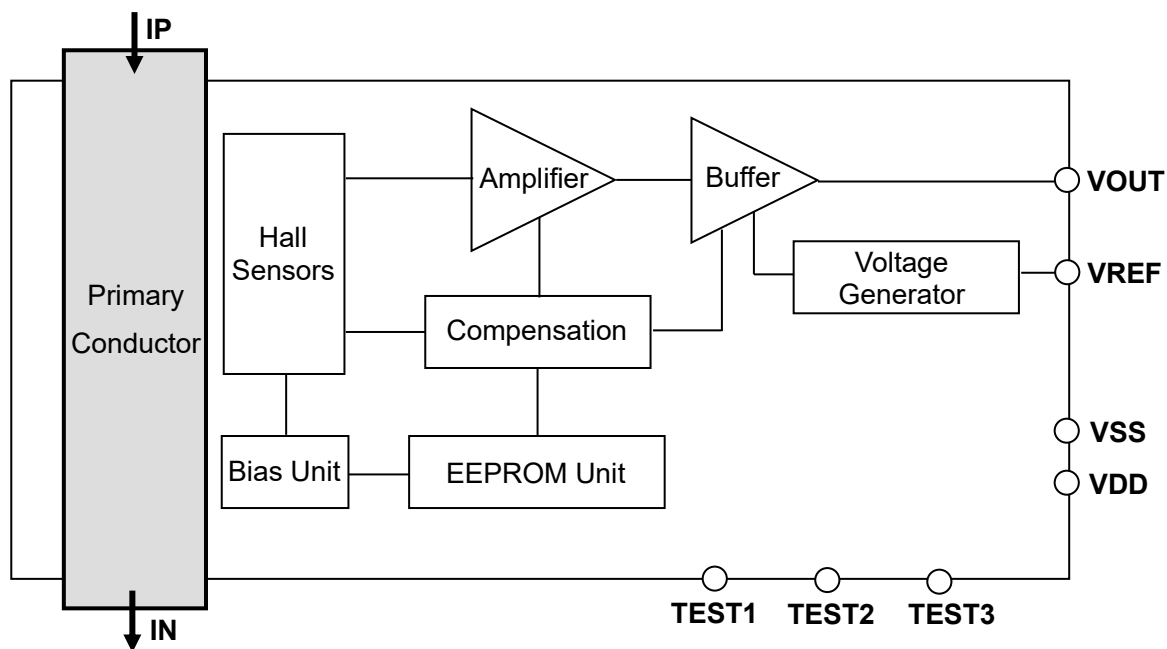 IP
Amplifier
Buffer
VOUT
Hall
Sensors
Voltage
Generator
VREF
Primary
Conductor
Compensation
VSS
Bias Unit
EEPROM Unit
VDD
TEST1
TEST2
TEST3
IN